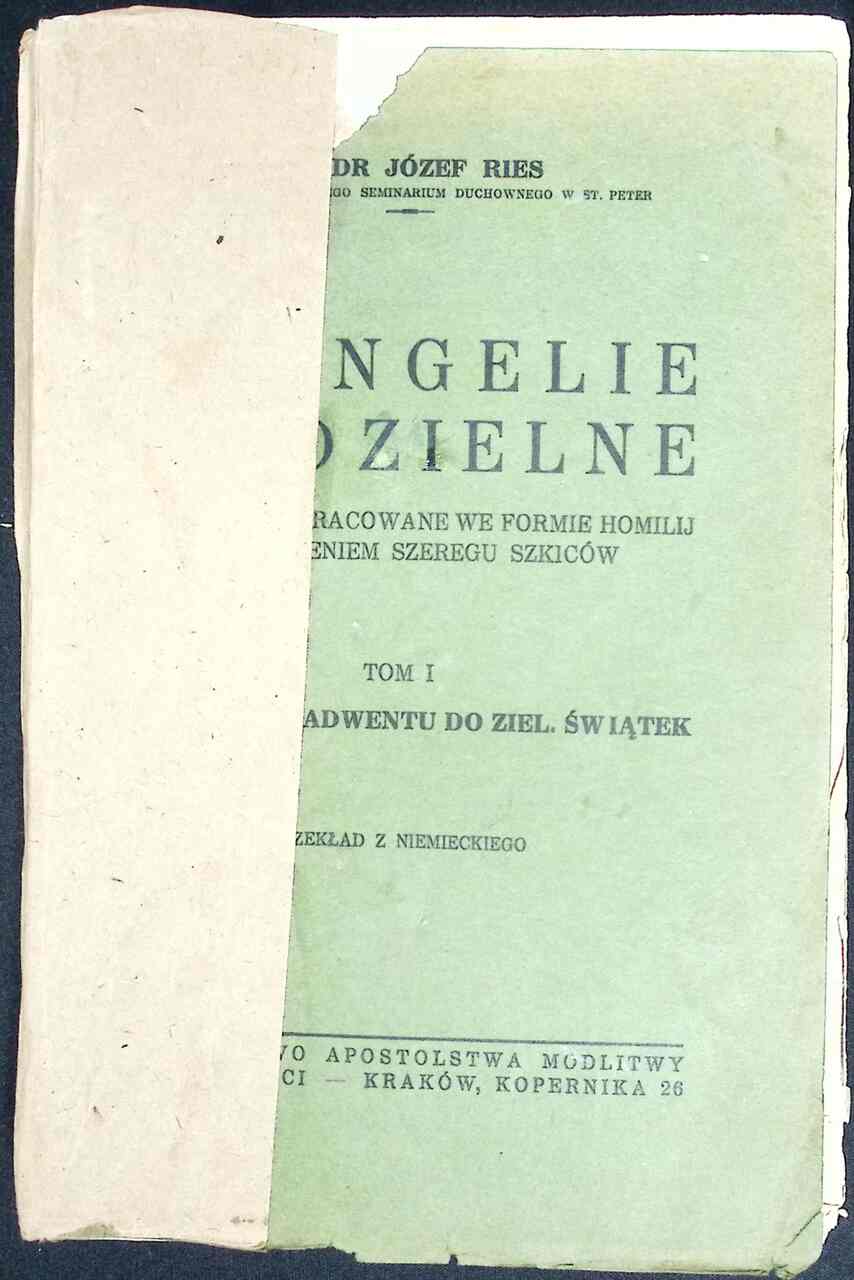 DR JÓZEF RIES
GO SEMINARIUM DUCHOWNEGO W ST. PETER
NGELIE
DZIELNE
RACOWANE WE FORMIE HOMILIJ
ENIEM SZEREGU SZKICÓW
TOM I
ADWENTU DO ZIEL. ŚWIĄTEK
ZEKŁAD Z NIEMIECKIEGO
WO APOSTOLSTWA MODLITWY
CI — KRAKÓW, KOPERNIKA 26